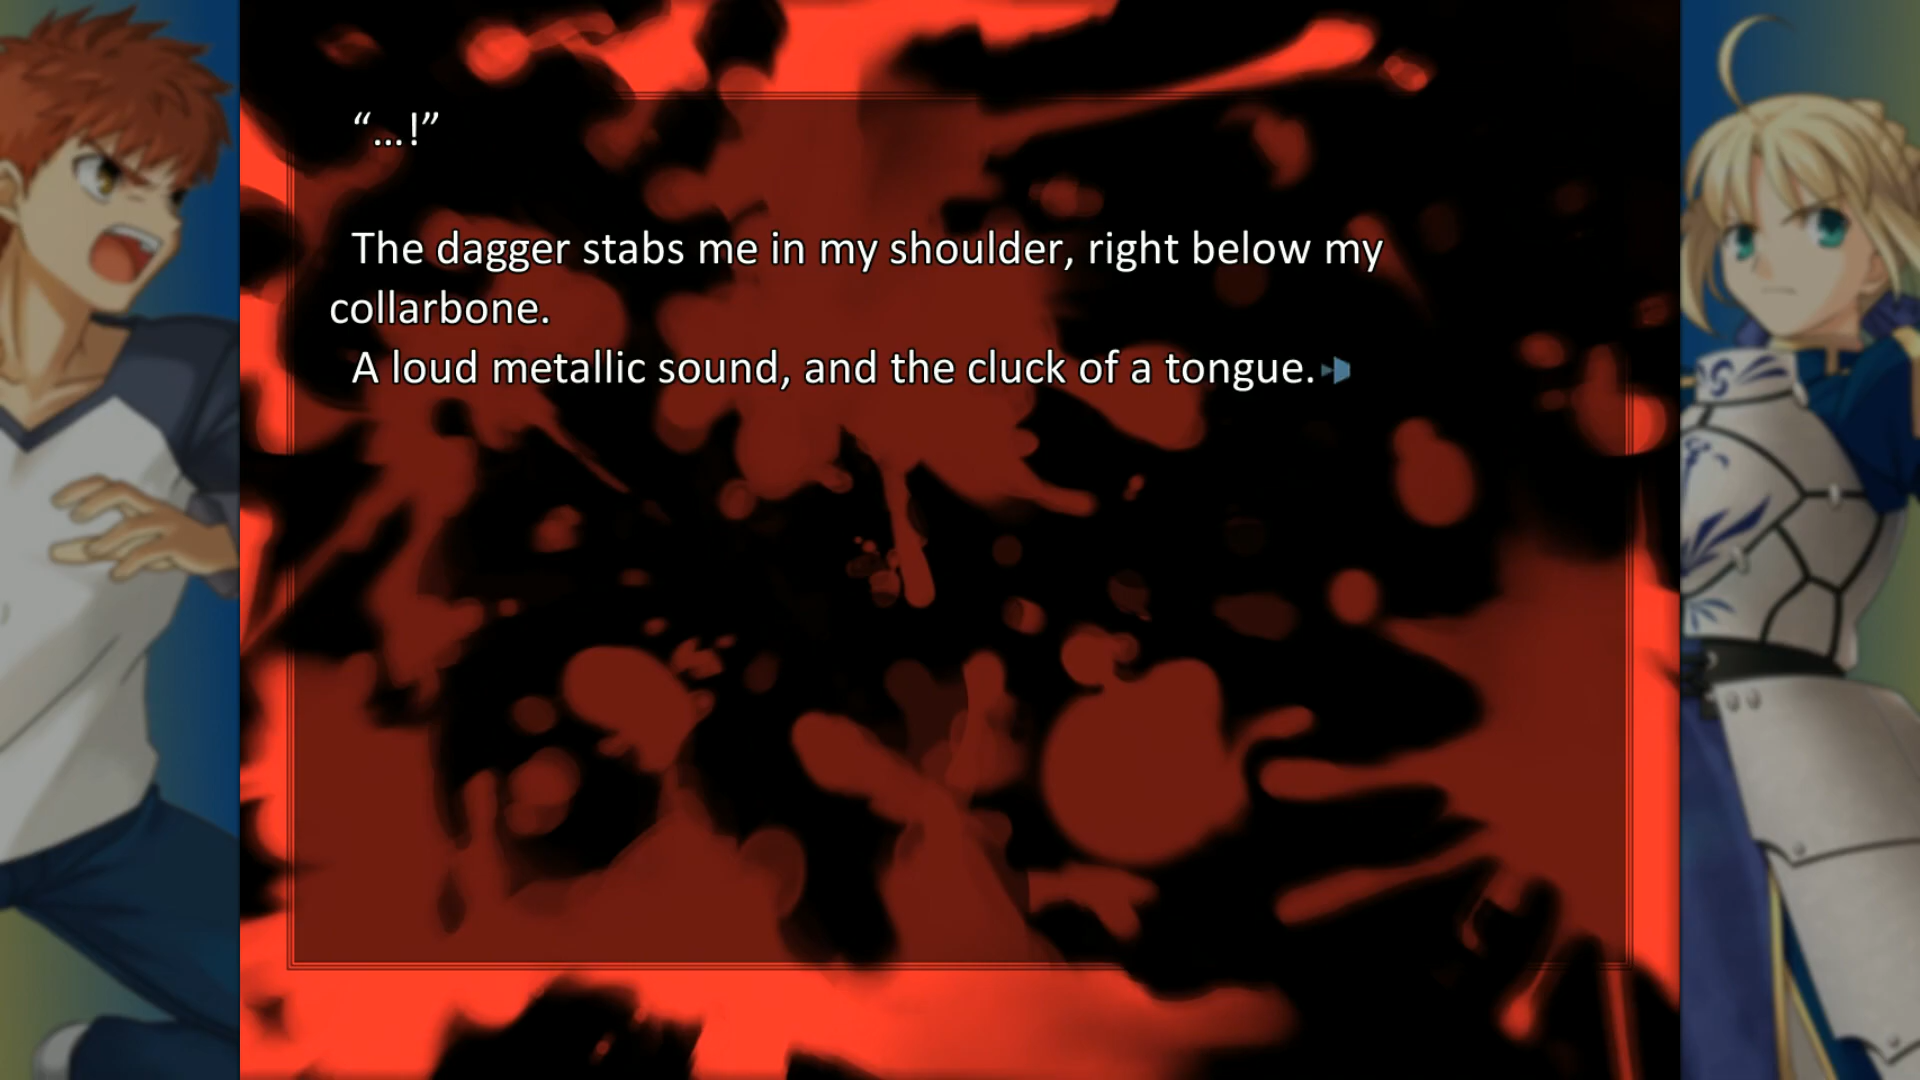 “…!”
The dagger stabs me in my shoulder, right below my
collarbone.
A loud metallic sound, and the cluck of a tongue.